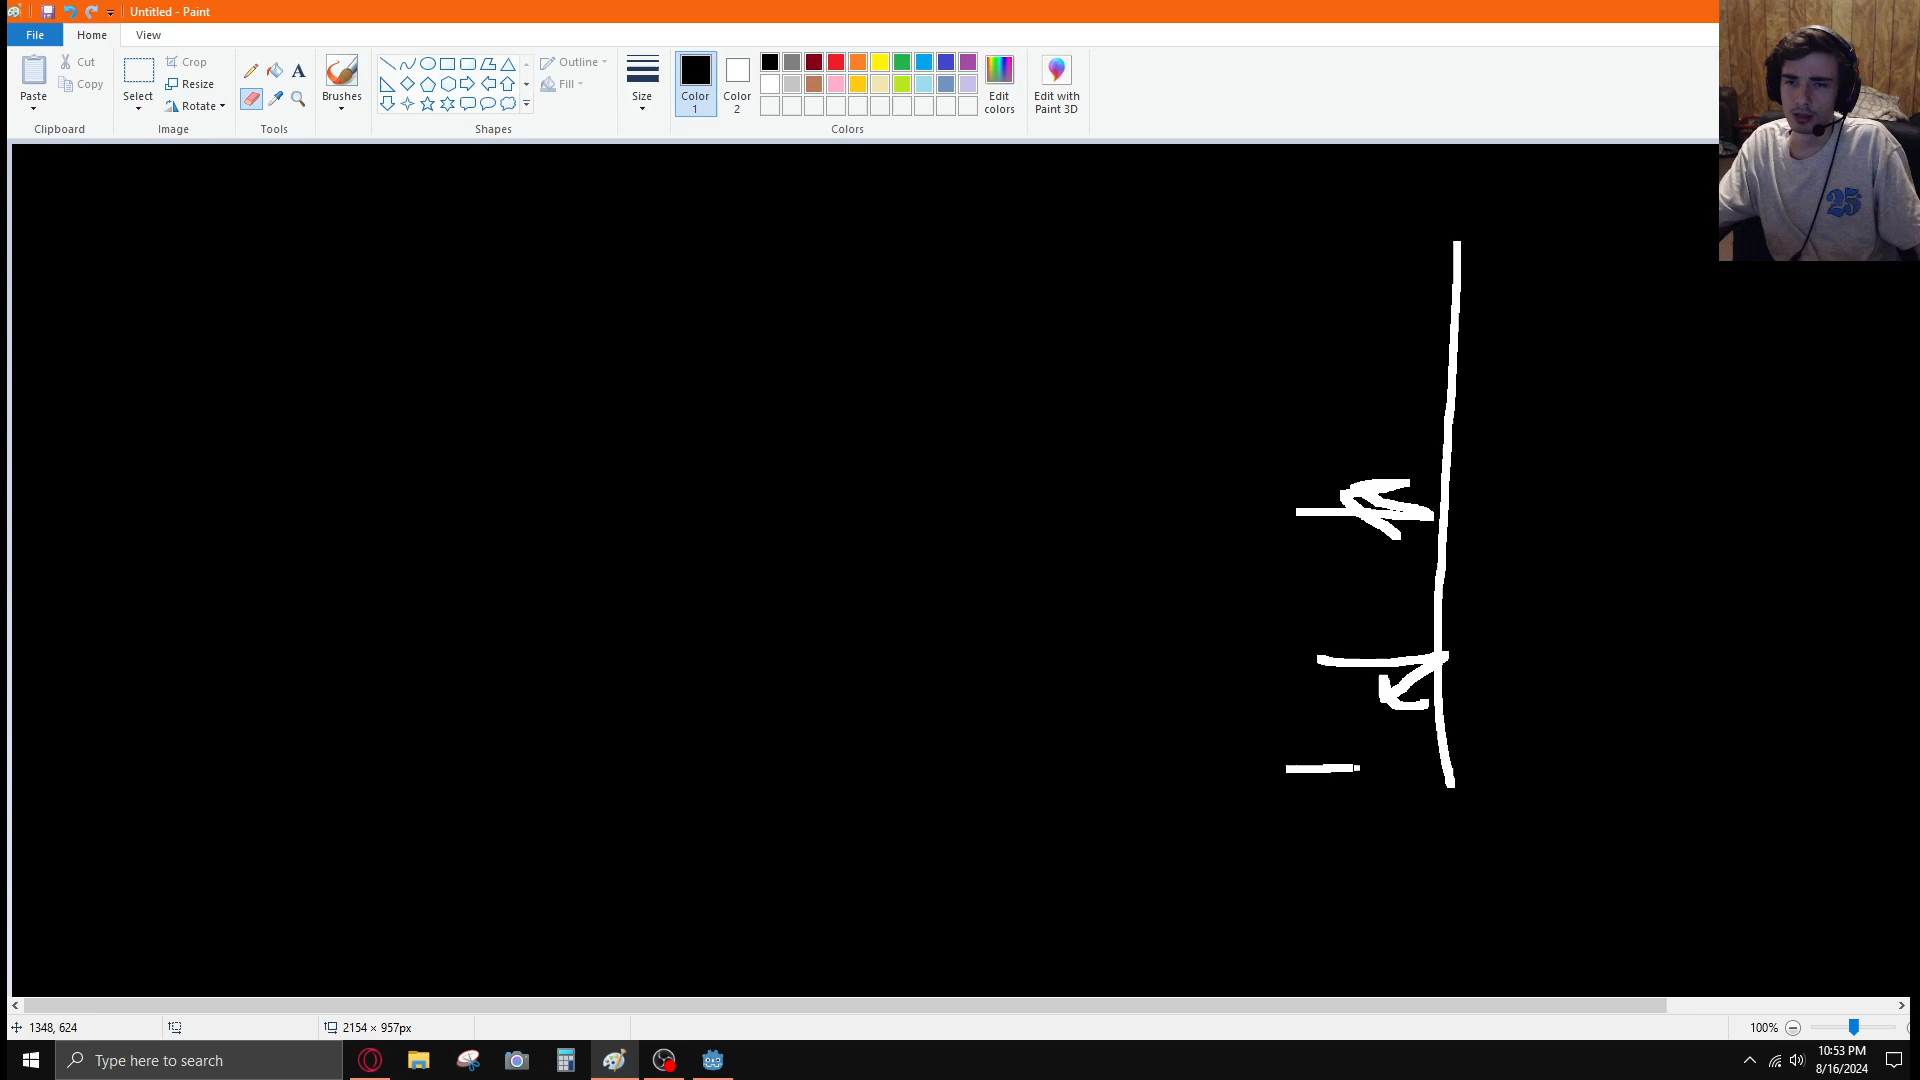 Untitled - Paint
File Home View
Paste
Cut
Copy
Clipboard
Select
Crop
Resize
Rotate
Image
A
Tools
Brushes
Shapes
Outline
Fill
Size
Color 1
Color 2
Colors
Edit colors
Edit with Paint 3D
25
1348, 624
2154 × 957px
100%
Type here to search
10:53 PM
8/16/2024